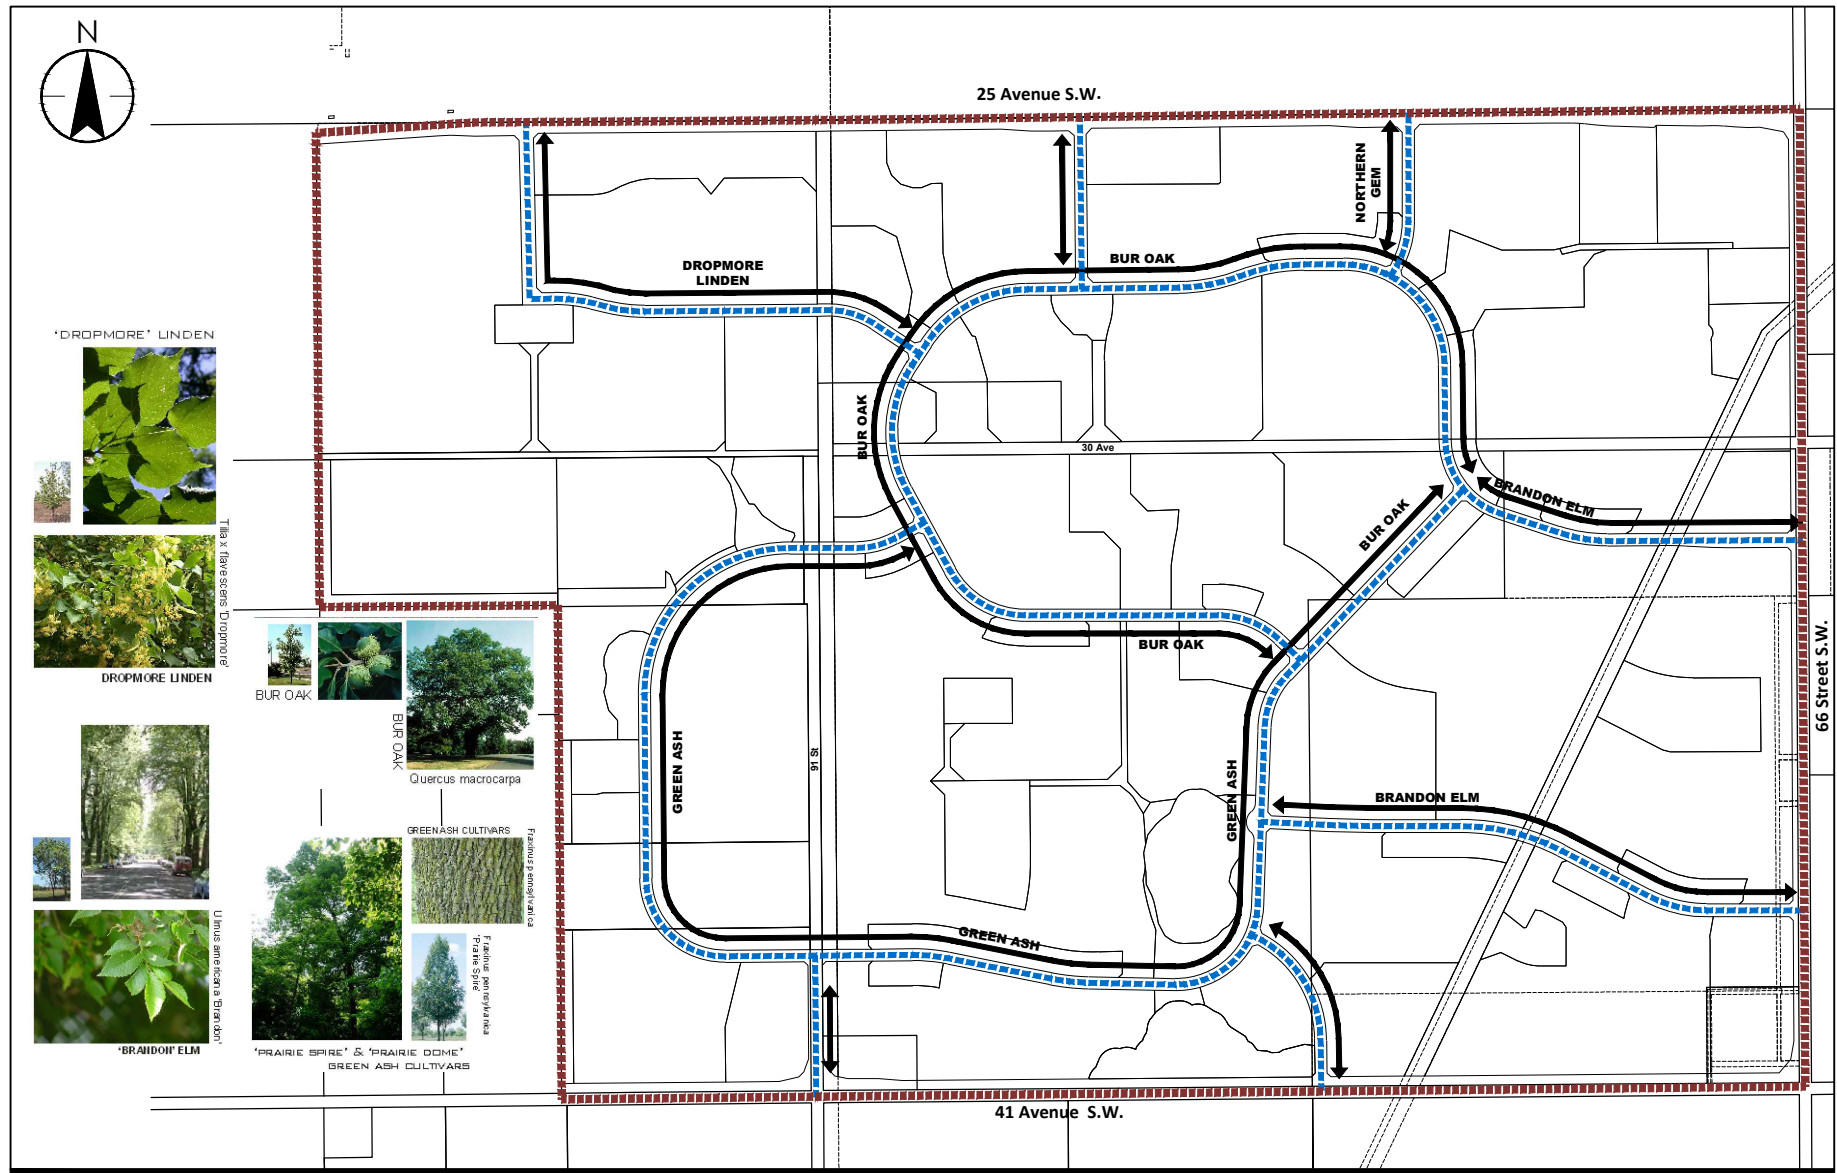 N
25 Avenue S.W.
NORTHERN
GEM
BUR OAK
DROPMORE
LINDEN
'DROPMORE' LINDEN
BUR OAK
30 Ave
BRANDON ELM
BUR OAK
Tilia x flavescens 'Dropmore'
BUR OAK
66 Street S.W.
DROPMORE LINDEN
BUR OAK
BUR OAK
Quercus macrocarpa
GREEN ASH
91 St
GREEN ASH
BRANDON ELM
GREEN ASH CULTIVARS
Fraxinus pennsylvanica
Ulmus americana 'Brandon'
Fraxinus pennsylvanica
'Prairie Spire'
GREEN ASH
'BRANDON' ELM
'PRAIRIE SPIRE' & 'PRAIRIE DOME'
GREEN ASH CULTIVARS
41 Avenue S.W.